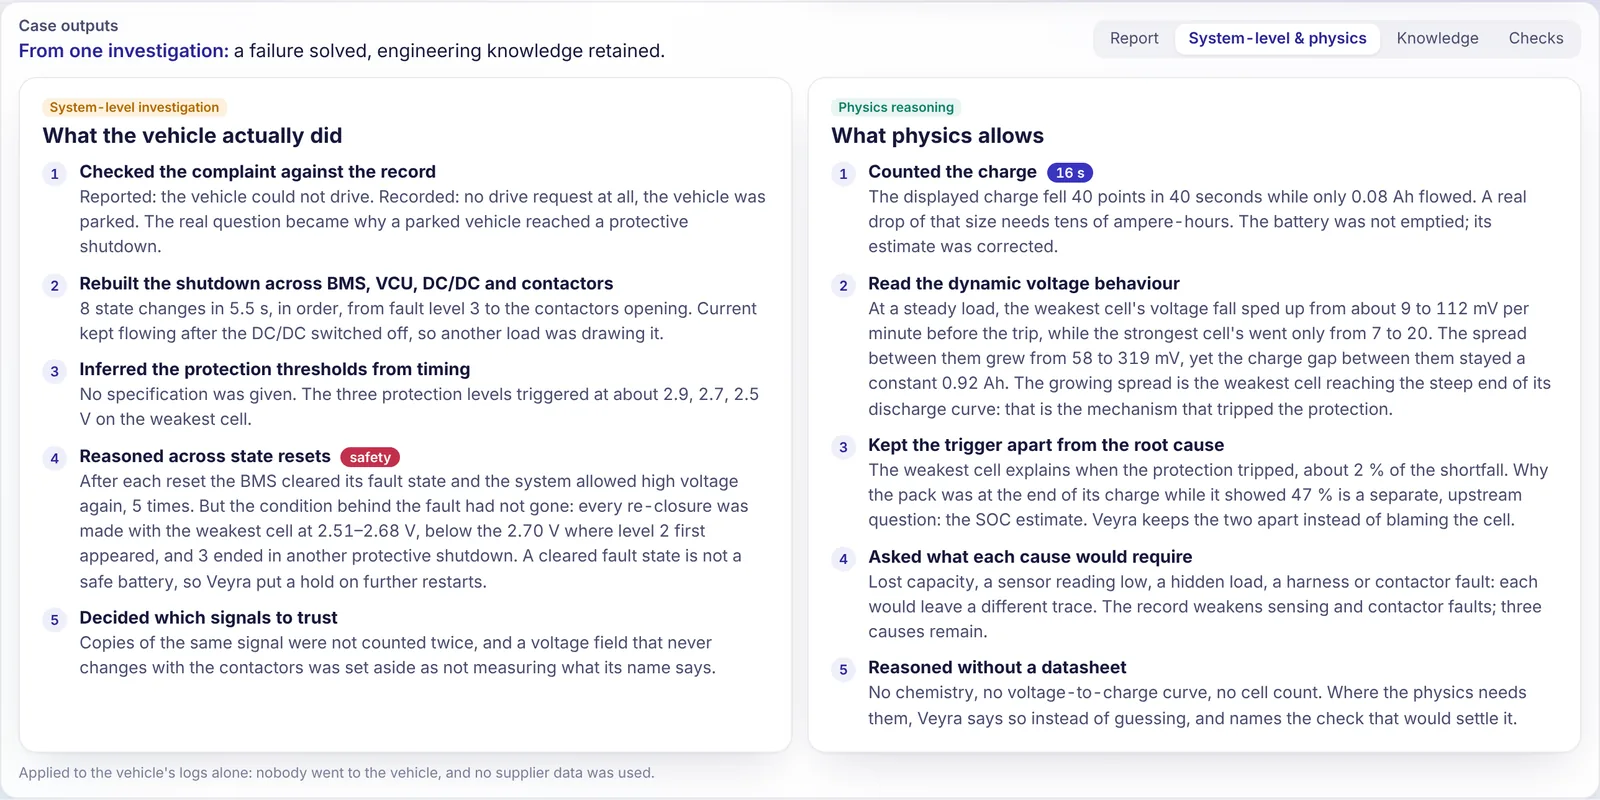 Case outputs
From one investigation: a failure solved, engineering knowledge retained.
Report
System-level & physics
Knowledge
Checks
System-level investigation
What the vehicle actually did
1
Checked the complaint against the record
Reported: the vehicle could not drive. Recorded: no drive request at all, the vehicle was
parked. The real question became why a parked vehicle reached a protective
shutdown.
2
Rebuilt the shutdown across BMS, VCU, DC/DC and contactors
8 state changes in 5.5 s, in order, from fault level 3 to the contactors opening. Current
kept flowing after the DC/DC switched off, so another load was drawing it.
3
Inferred the protection thresholds from timing
No specification was given. The three protection levels triggered at about 2.9, 2.7, 2.5
V on the weakest cell.
4
Reasoned across state resets safety
After each reset the BMS cleared its fault state and the system allowed high voltage
again, 5 times. But the condition behind the fault had not gone: every re-closure was
made with the weakest cell at 2.51–2.68 V, below the 2.70 V where level 2 first
appeared, and 3 ended in another protective shutdown. A cleared fault state is not a
safe battery, so Veyra put a hold on further restarts.
5
Decided which signals to trust
Copies of the same signal were not counted twice, and a voltage field that never
changes with the contactors was set aside as not measuring what its name says.
Physics reasoning
What physics allows
1
Counted the charge 16 s
The displayed charge fell 40 points in 40 seconds while only 0.08 Ah flowed. A real
drop of that size needs tens of ampere-hours. The battery was not emptied; its
estimate was corrected.
2
Read the dynamic voltage behaviour
At a steady load, the weakest cell's voltage fall sped up from about 9 to 112 mV per
minute before the trip, while the strongest cell's went only from 7 to 20. The spread
between them grew from 58 to 319 mV, yet the charge gap between them stayed a
constant 0.92 Ah. The growing spread is the weakest cell reaching the steep end of its
discharge curve: that is the mechanism that tripped the protection.
3
Kept the trigger apart from the root cause
The weakest cell explains when the protection tripped, about 2 % of the shortfall. Why
the pack was at the end of its charge while it showed 47 % is a separate, upstream
question: the SOC estimate. Veyra keeps the two apart instead of blaming the cell.
4
Asked what each cause would require
Lost capacity, a sensor reading low, a hidden load, a harness or contactor fault: each
would leave a different trace. The record weakens sensing and contactor faults; three
causes remain.
5
Reasoned without a datasheet
No chemistry, no voltage-to-charge curve, no cell count. Where the physics needs
them, Veyra says so instead of guessing, and names the check that would settle it.
Applied to the vehicle's logs alone: nobody went to the vehicle, and no supplier data was used.